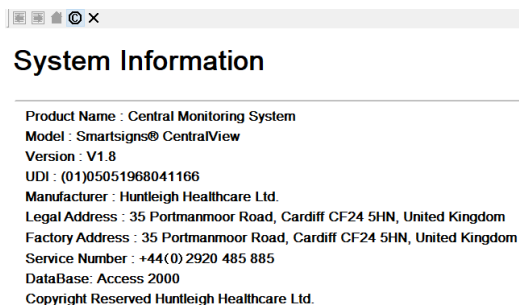 System Information
Product Name : Central Monitoring System
Model : Smartsigns® CentralView
Version : V1.8
UDI : (01)05051968041166
Manufacturer : Huntleigh Healthcare Ltd.
Legal Address : 35 Portmanmoor Road, Cardiff CF24 5HN, United Kingdom
Factory Address : 35 Portmanmoor Road, Cardiff CF24 5HN, United Kingdom
Service Number : +44(0) 2920 485 885
DataBase: Access 2000
Copyright Reserved Huntleigh Healthcare Ltd.